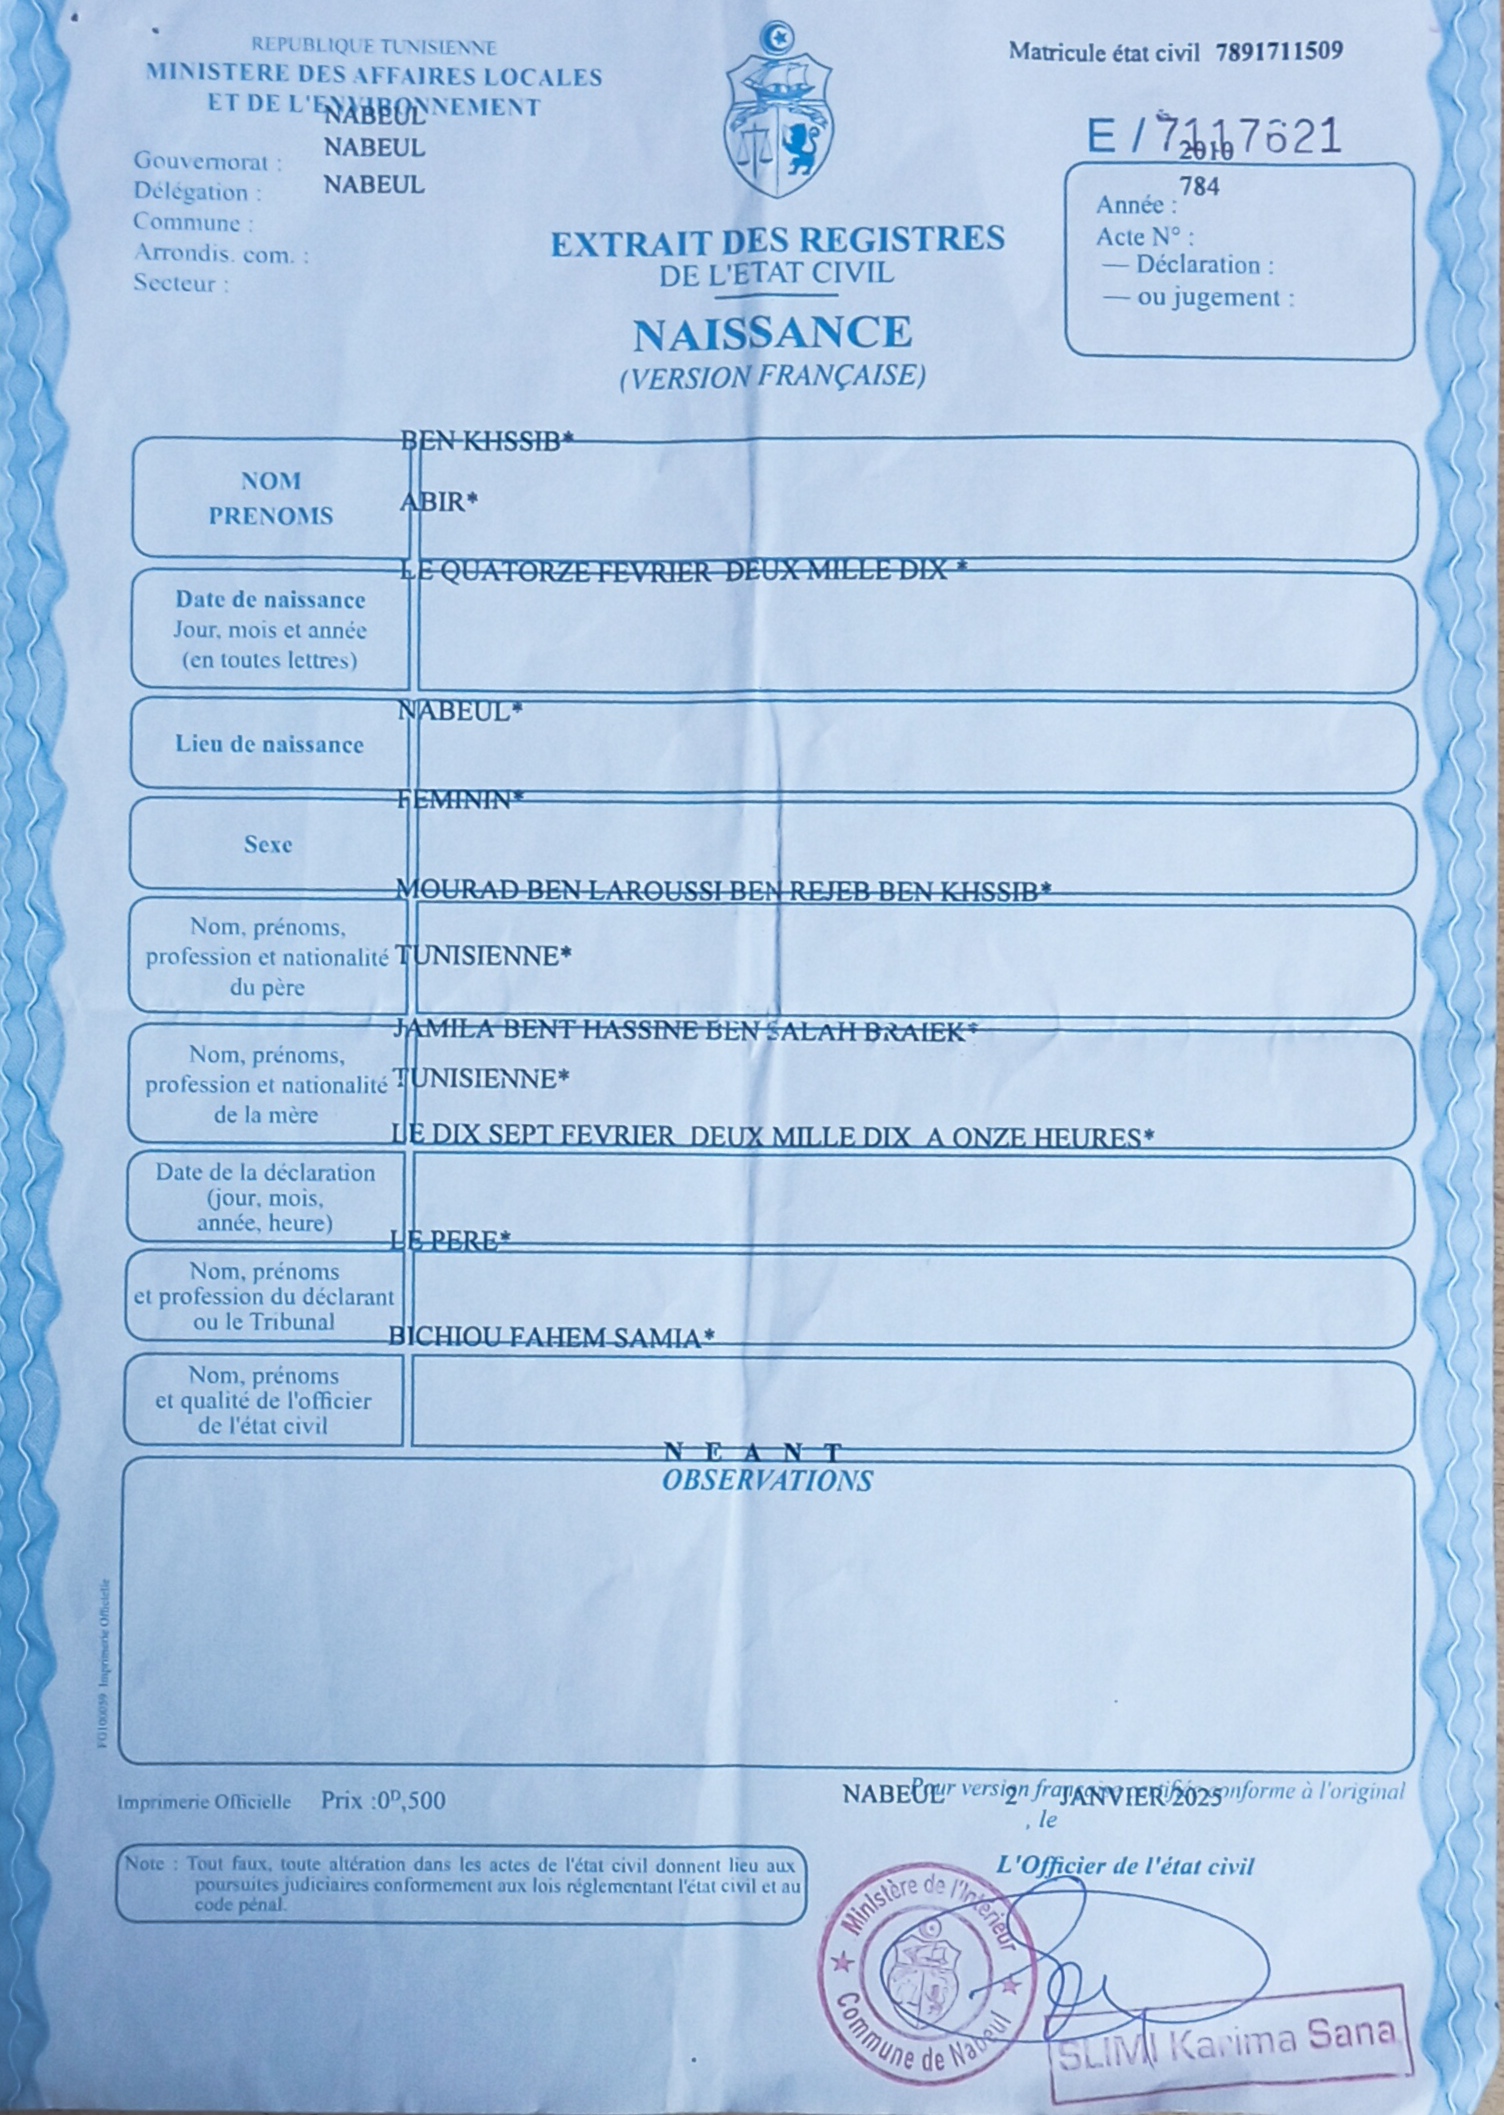 REPUBLIQUE TUNISIENNE
MINISTERE DES AFFAIRES LOCALES
ET DE L'ENVIRONNEMENT
NABEUL
NABEUL
NABEUL
Gouvernorat :
Délégation :
Commune :
Arrondis. com. :
Secteur :
Matricule état civil 7891711509
E / 7117621
2010
784
Année :
Acte N° :
— Déclaration :
— ou jugement :
EXTRAIT DES REGISTRES
DE L'ETAT CIVIL
NAISSANCE
(VERSION FRANÇAISE)
NOM
PRENOMS
BEN KHSSIB*
ABIR*
Date de naissance
Jour, mois et année
(en toutes lettres)
LE QUATORZE FEVRIER DEUX MILLE DIX *
Lieu de naissance
NABEUL*
Sexe
FEMININ*
Nom, prénoms,
profession et nationalité
du père
MOURAD BEN LAROUSSI BEN REJEB BEN KHSSIB*
TUNISIENNE*
Nom, prénoms,
profession et nationalité
de la mère
JAMILA BENT HASSINE BEN SALAH BRAIEK*
TUNISIENNE*
Date de la déclaration
(jour, mois,
année, heure)
LE DIX SEPT FEVRIER DEUX MILLE DIX A ONZE HEURES*
Nom, prénoms
et profession du déclarant
ou le Tribunal
LE PERE*
Nom, prénoms
et qualité de l'officier
de l'état civil
BICHIOU FAHEM SAMIA*
N E A N T
OBSERVATIONS
FG100059 Imprimerie Officielle
Imprimerie Officielle Prix :0D,500
Pour version française certifiée conforme à l'original
NABEUL 2 JANVIER 2025
, le
L'Officier de l'état civil
Note : Tout faux, toute altération dans les actes de l'état civil donnent lieu aux
poursuites judiciaires conformement aux lois réglementant l'état civil et au
code pénal.
Ministère de l'Intérieur
Commune de Nabeul
SLIMI Karima Sana